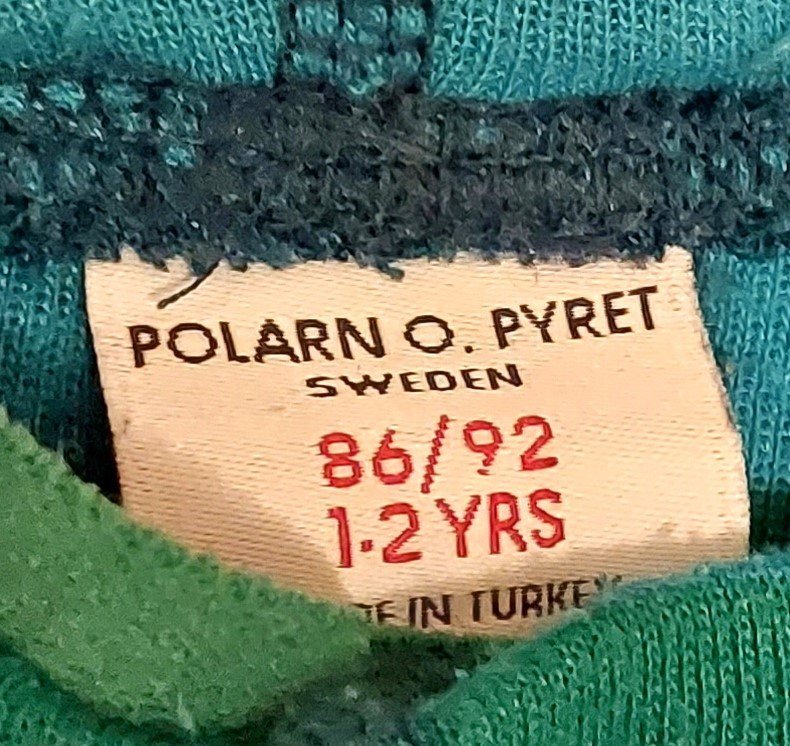 POLARN O. PYRET
SWEDEN
86/92
1-2 YRS
IN TURKEY